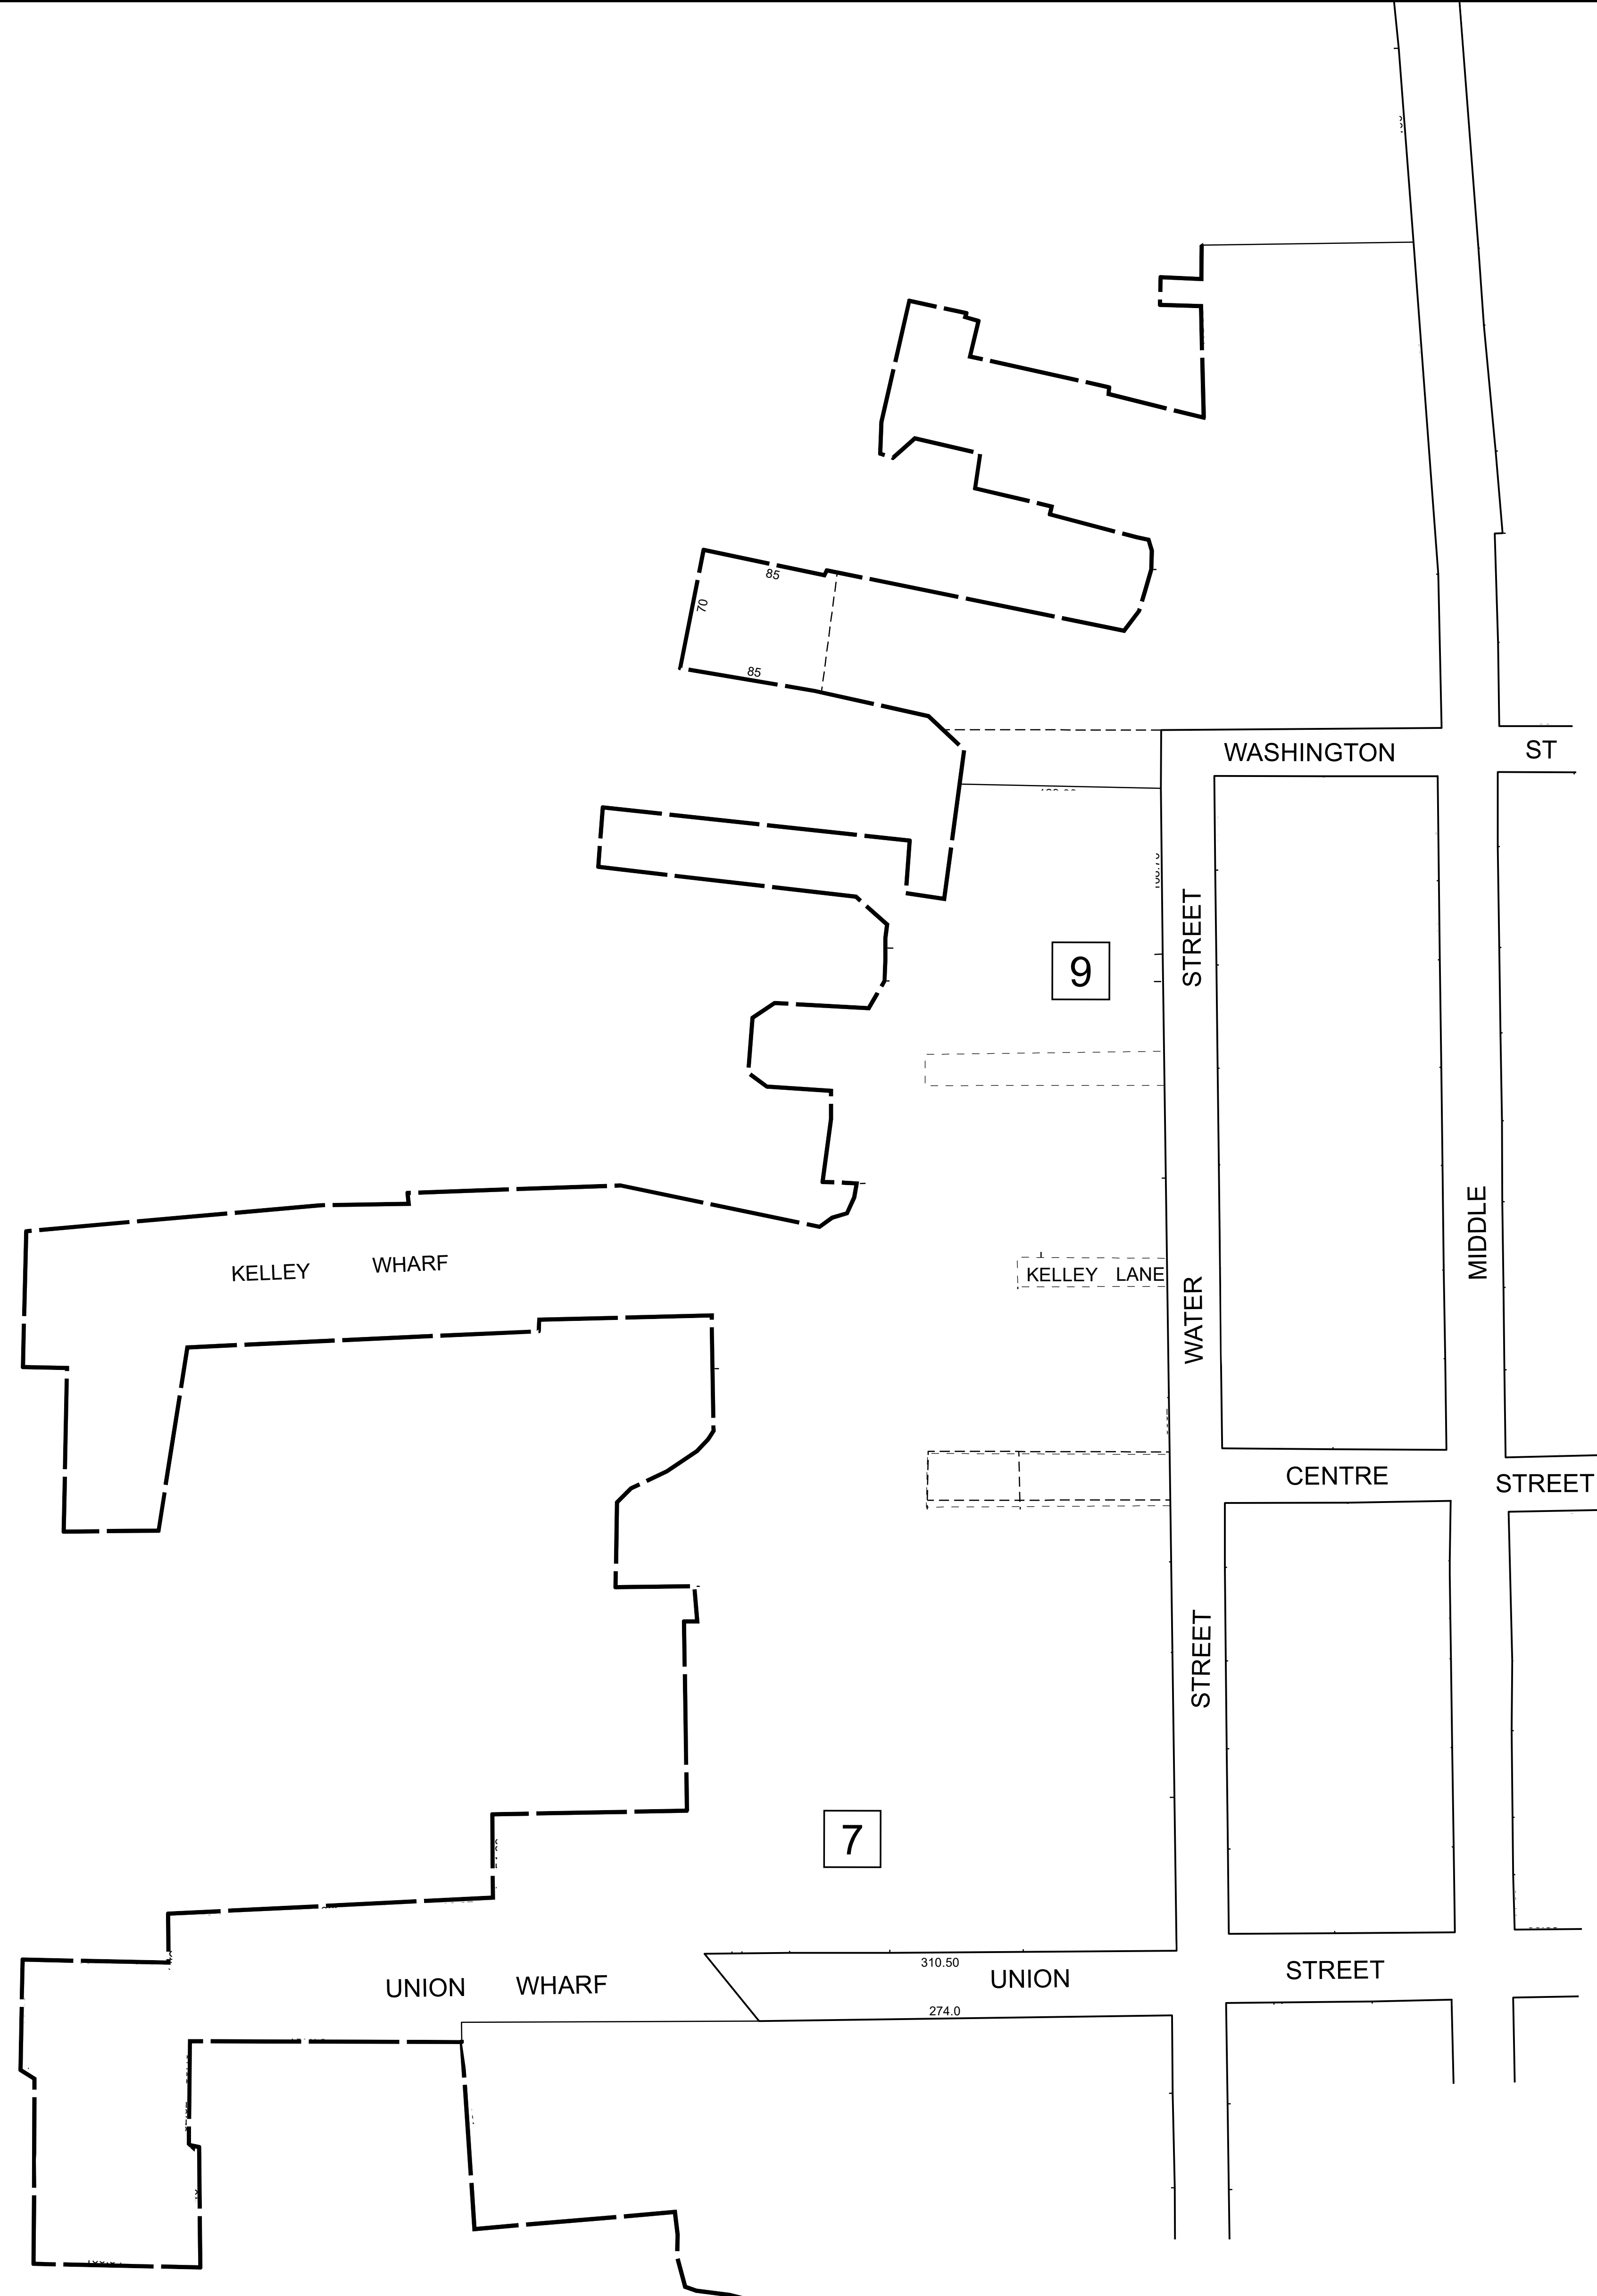 85
70
85
WASHINGTON
ST
STREET
9
MIDDLE
KELLEY WHARF
KELLEY LANE
WATER
CENTRE
STREET
STREET
7
310.50
UNION WHARF
UNION
STREET
274.0